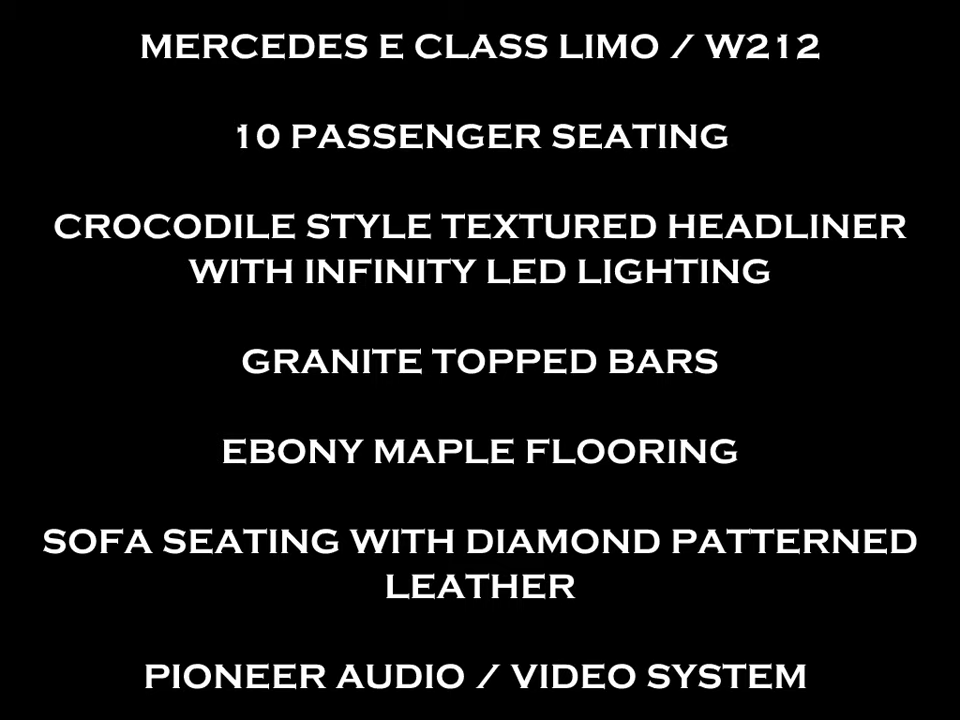 MERCEDES E CLASS LIMO / W212
10 PASSENGER SEATING
CROCODILE STYLE TEXTURED HEADLINER
WITH INFINITY LED LIGHTING
GRANITE TOPPED BARS
EBONY MAPLE FLOORING
SOFA SEATING WITH DIAMOND PATTERNED
LEATHER
PIONEER AUDIO / VIDEO SYSTEM